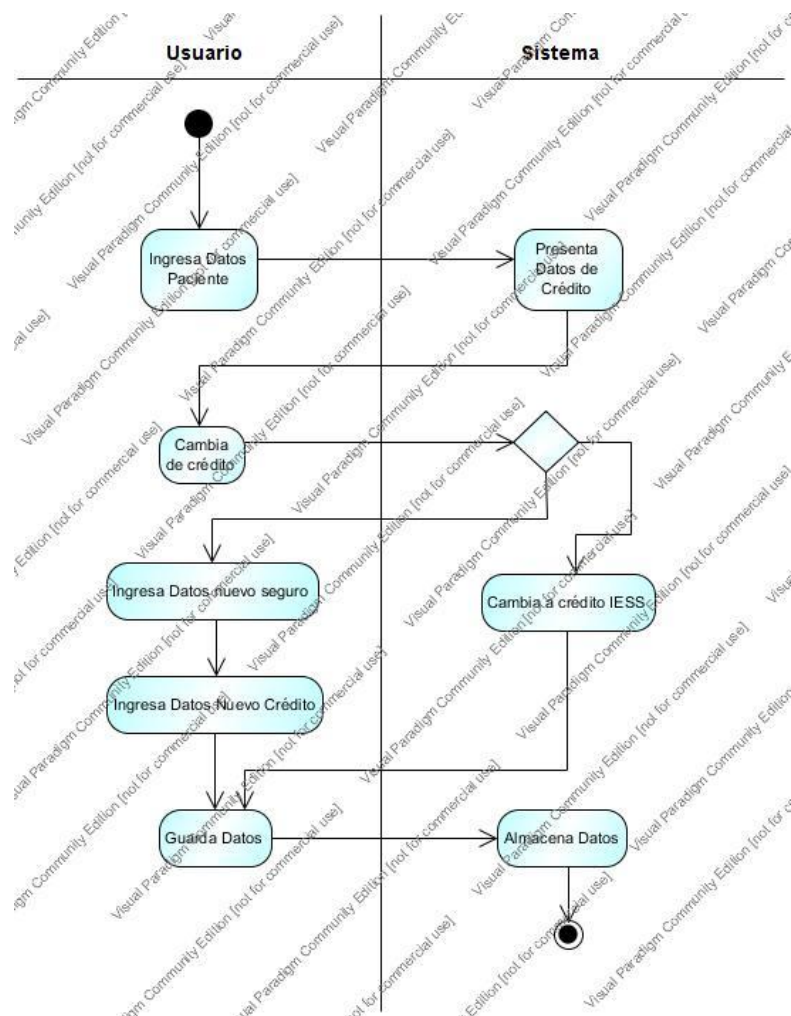 Usuario
Sistema
Ingresa Datos
Paciente
Presenta
Datos de
Crédito
Cambia
de crédito
Ingresa Datos nuevo seguro
Cambia a crédito IESS
Ingresa Datos Nuevo Crédito
Guarda Datos
Almacena Datos
Visual Paradigm Community Edition [not for commercial use]